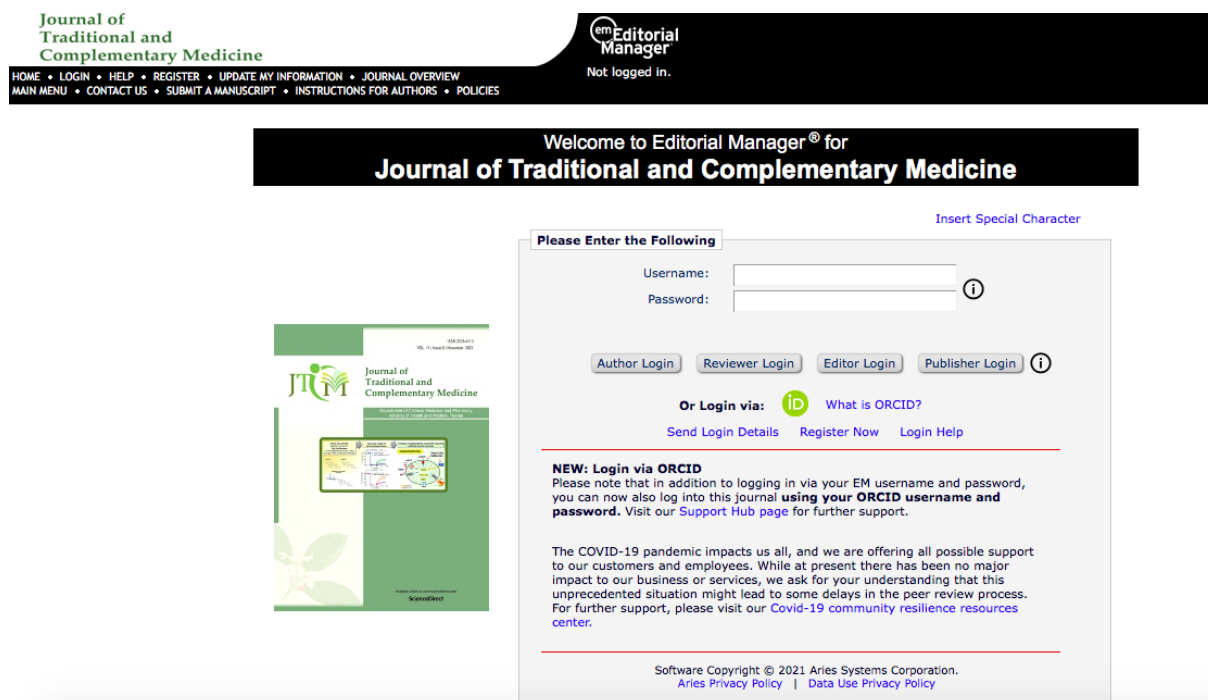 Journal of
Traditional and
Complementary Medicine
em Editorial
Manager
Not logged in.
HOME • LOGIN • HELP • REGISTER • UPDATE MY INFORMATION • JOURNAL OVERVIEW
MAIN MENU • CONTACT US • SUBMIT A MANUSCRIPT • INSTRUCTIONS FOR AUTHORS • POLICIES
Welcome to Editorial Manager ® for
Journal of Traditional and Complementary Medicine
Insert Special Character
Please Enter the Following
Username:
Password:
Author Login Reviewer Login Editor Login Publisher Login
Or Login via: iD What is ORCID?
Send Login Details Register Now Login Help
NEW: Login via ORCID
Please note that in addition to logging in via your EM username and password,
you can now also log into this journal using your ORCID username and
password. Visit our Support Hub page for further support.
The COVID-19 pandemic impacts us all, and we are offering all possible support
to our customers and employees. While at present there has been no major
impact to our business or services, we ask for your understanding that this
unprecedented situation might lead to some delays in the peer review process.
For further support, please visit our Covid-19 community resilience resources
center.
Software Copyright © 2021 Aries Systems Corporation.
Aries Privacy Policy | Data Use Privacy Policy
JTCM
Journal of
Traditional and
Complementary Medicine
ScienceDirect